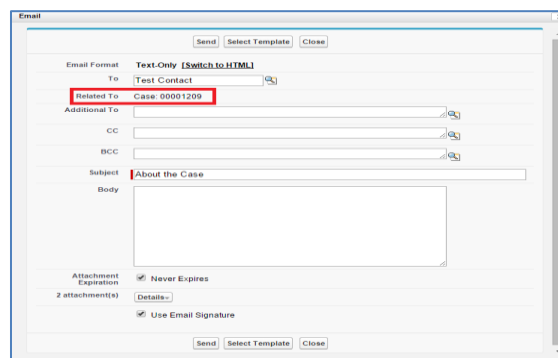 Email
Send Select Template Close
Email Format Text-Only [Switch to HTML]
To Test Contact
Related To Case: 00001209
Additional To
CC
BCC
Subject About the Case
Body
Attachment
Expiration Never Expires
2 attachment(s) Details
Use Email Signature
Send Select Template Close